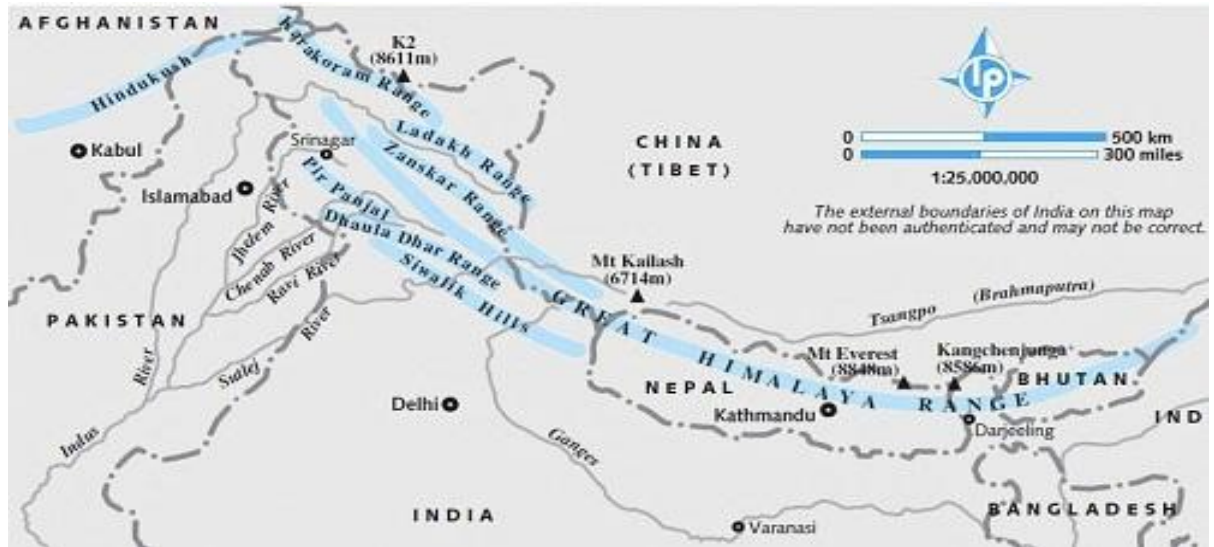 AFGHANISTAN
Karakoram Range
K2
(8611m)
Hindukush
lp
0 500 km
0 300 miles
1:25,000,000
CHINA
(TIBET)
Kabul
Srinagar
Ladakh Range
Zanskar Range
Islamabad
Pir Panjal
The external boundaries of India on this map
have not been authenticated and may not be correct.
Jhelem River
Dhaula Dhar Range
Chenab River
Siwalik Hills
Ravi River
Mt Kailash
(6714m)
GREAT HIMALAYA RANGE
Tsangpo (Brahmaputra)
PAKISTAN
River
Sutlej River
Mt Everest
(8848m)
Kangchenjunga
(8586m)
NEPAL
BHUTAN
Delhi
Kathmandu
Darjeeling
IND
Indus
Ganges
INDIA
Varanasi
BANGLADESH